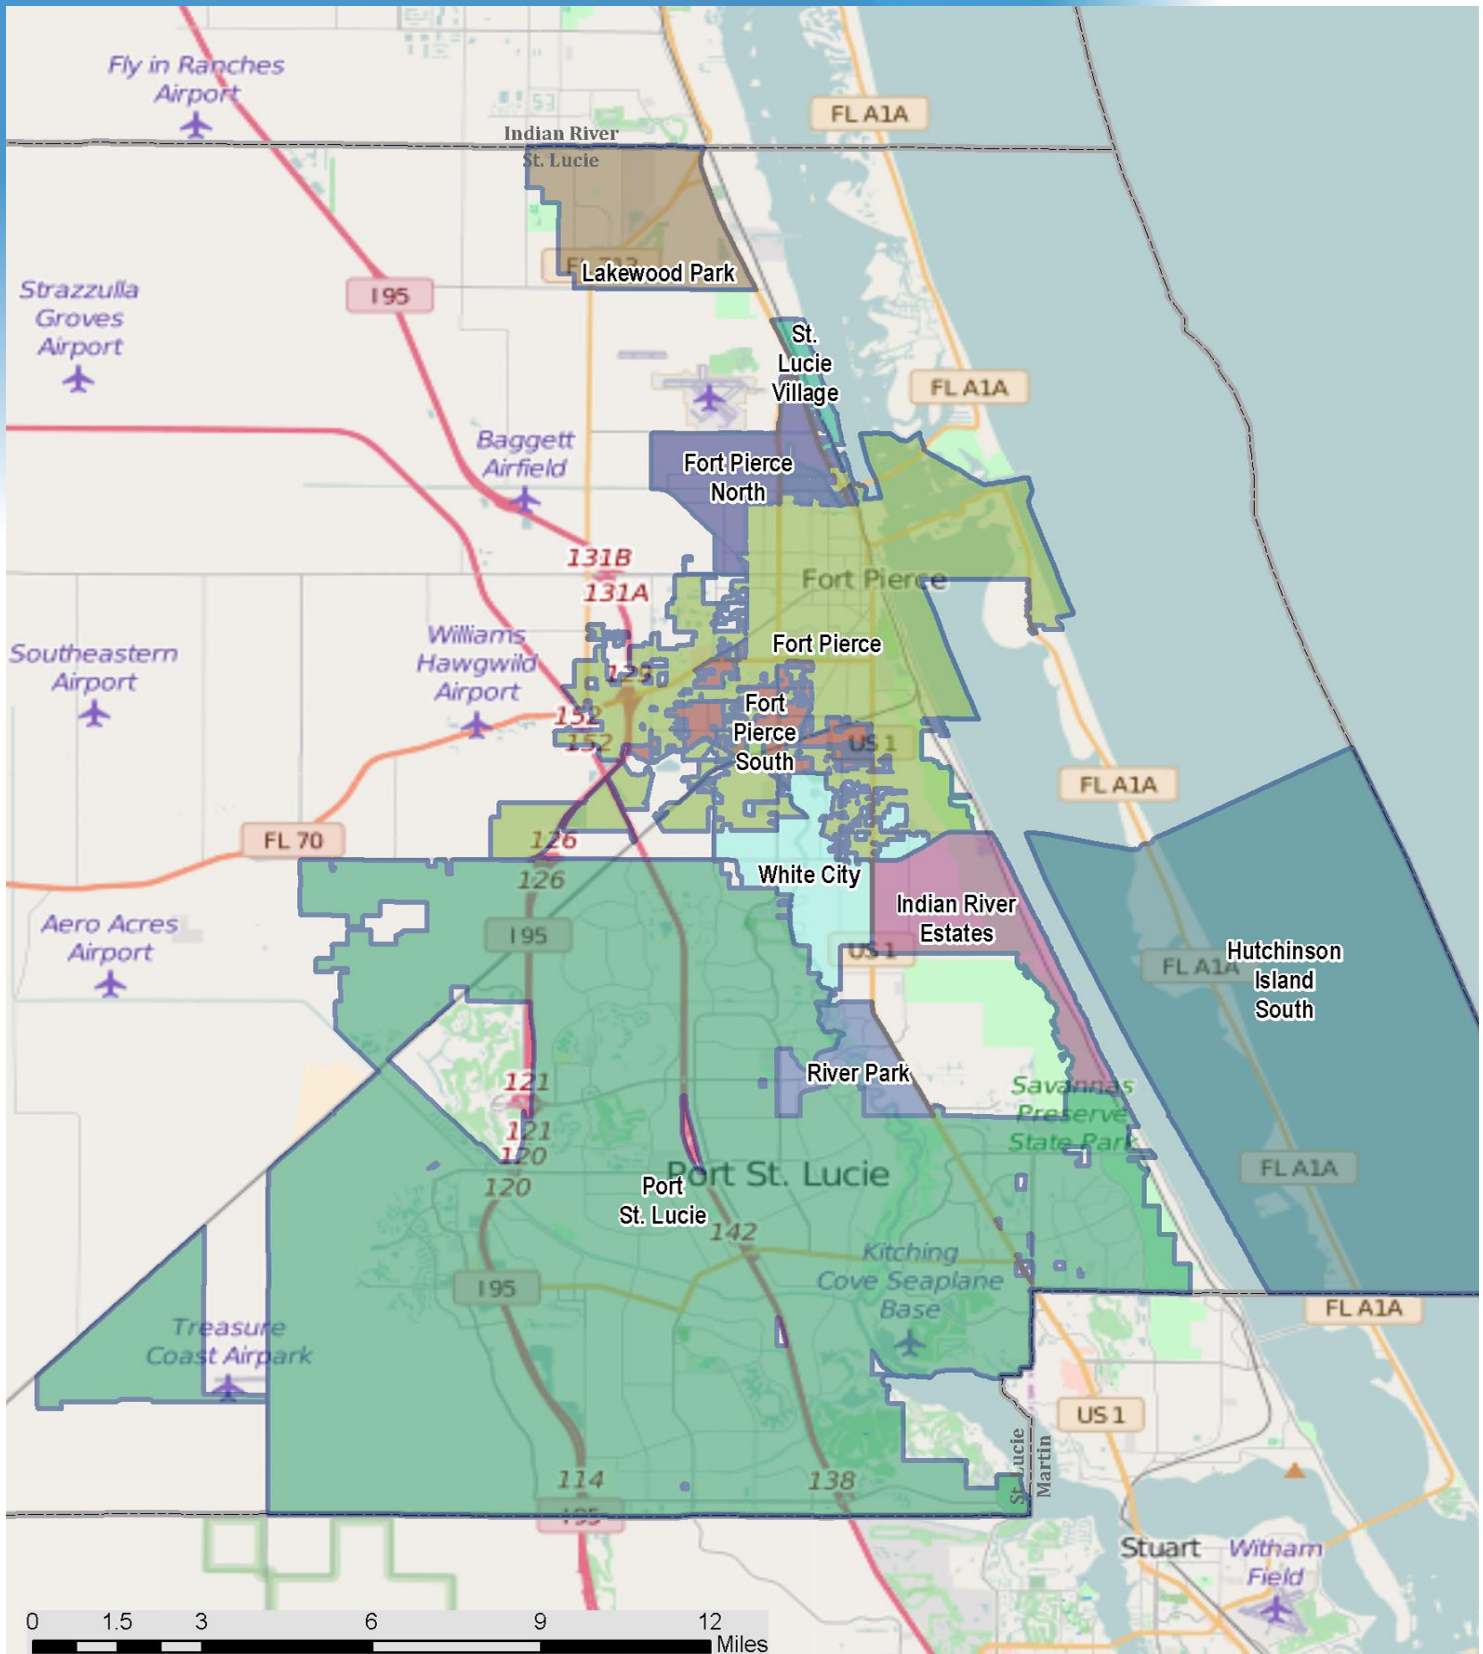 Fly in Ranches
Airport
FL A1A
53
Indian River
St. Lucie
Lakewood Park
I 95
Strazzulla
Groves
Airport
St.
Lucie
Village
FL A1A
Baggett
Airfield
Fort Pierce
North
131B
131A
Fort Pierce
Fort Pierce
Williams
Hawgwild
Airport
Southeastern
Airport
129
152
152
Fort
Pierce
South
US 1
FL A1A
FL 70
126
126
White City
Indian River
Estates
I 95
US 1
Aero Acres
Airport
FL A1A
Hutchinson
Island
South
River Park
121
121
120
120
Savannas
Preserve
State Park
FL A1A
Port St. Lucie
Port
St. Lucie
142
Kitching
Cove Seaplane
Base
I 95
FL A1A
Treasure
Coast Airpark
US 1
St. Lucie
Martin
114
138
I 95
Stuart
Witham
Field
0 1.5 3 6 9 12
Miles